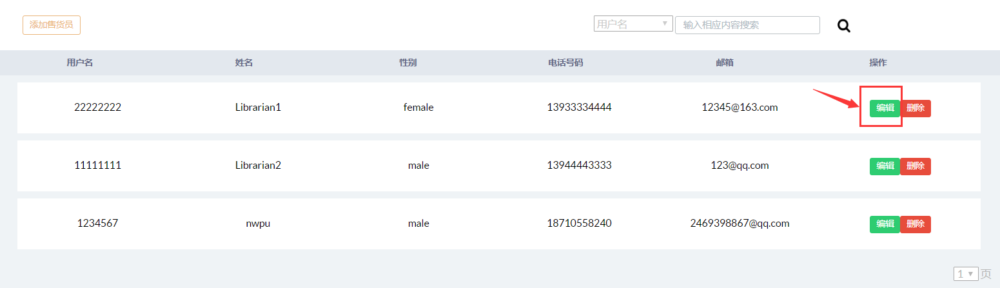 添加售货员 用户名 输入相应内容搜索
用户名 姓名 性别 电话号码 邮箱 操作
22222222 Librarian1 female 13933334444 12345@163.com 编辑 删除
11111111 Librarian2 male 13944443333 123@qq.com 编辑 删除
1234567 nwpu male 18710558240 2469398867@qq.com 编辑 删除
1 页